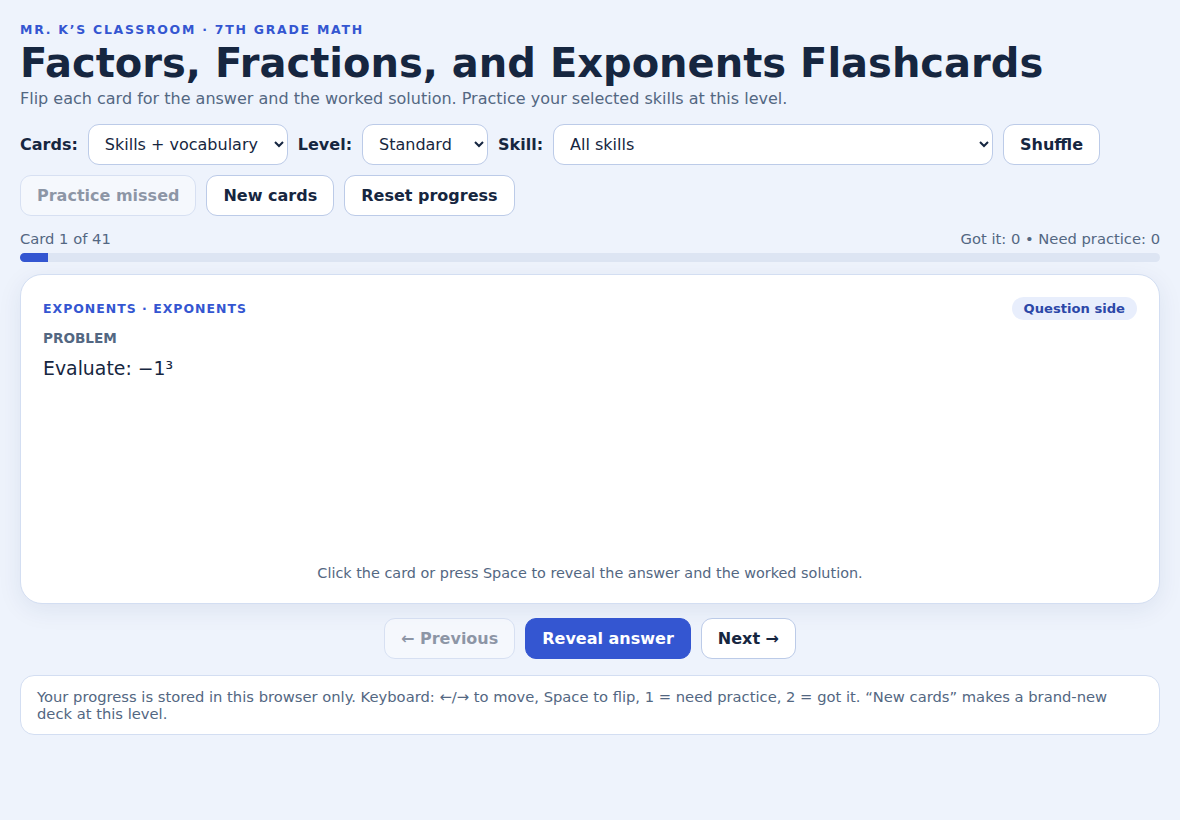 MR. K’S CLASSROOM · 7TH GRADE MATH
Factors, Fractions, and Exponents Flashcards
Flip each card for the answer and the worked solution. Practice your selected skills at this level.
Cards: Skills + vocabulary Level: Standard Skill: All skills Shuffle
Practice missed New cards Reset progress
Card 1 of 41 Got it: 0 • Need practice: 0
EXPONENTS · EXPONENTS Question side
PROBLEM
Evaluate: −1³
Click the card or press Space to reveal the answer and the worked solution.
← Previous Reveal answer Next →
Your progress is stored in this browser only. Keyboard: ←/→ to move, Space to flip, 1 = need practice, 2 = got it. “New cards” makes a brand-new
deck at this level.